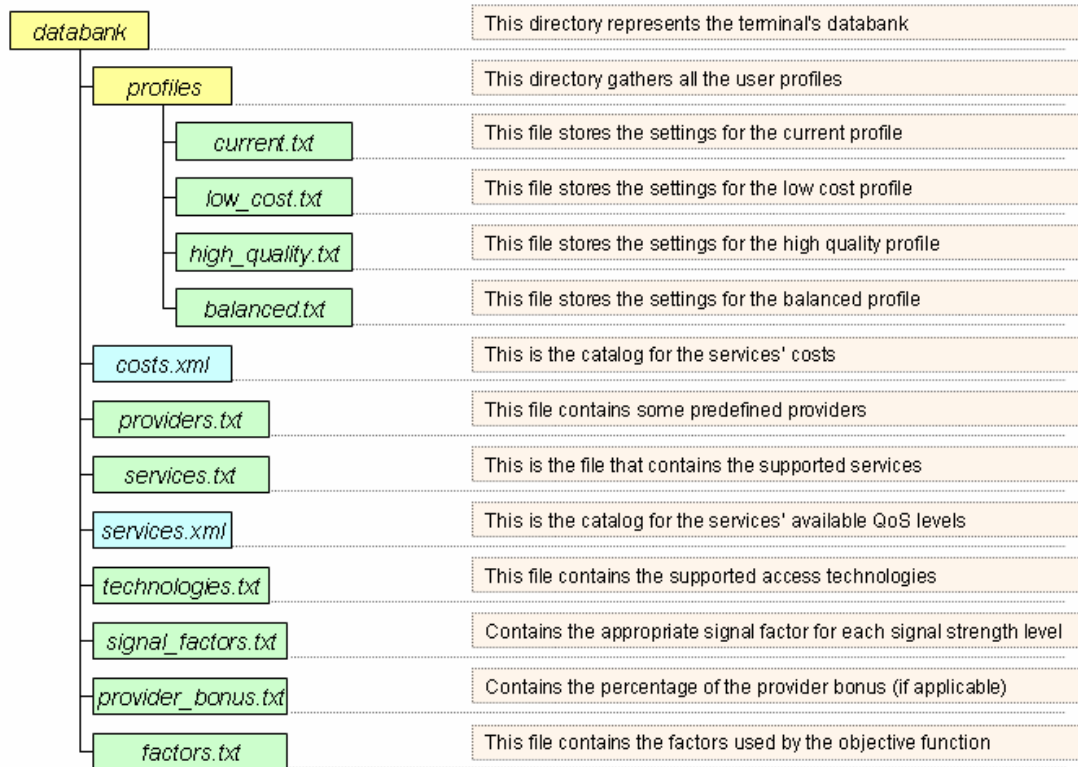 databank This directory represents the terminal's databank
profiles This directory gathers all the user profiles
current.txt This file stores the settings for the current profile
low_cost.txt This file stores the settings for the low cost profile
high_quality.txt This file stores the settings for the high quality profile
balanced.txt This file stores the settings for the balanced profile
costs.xml This is the catalog for the services' costs
providers.txt This file contains some predefined providers
services.txt This is the file that contains the supported services
services.xml This is the catalog for the services' available QoS levels
technologies.txt This file contains the supported access technologies
signal_factors.txt Contains the appropriate signal factor for each signal strength level
provider_bonus.txt Contains the percentage of the provider bonus (if applicable)
factors.txt This file contains the factors used by the objective function